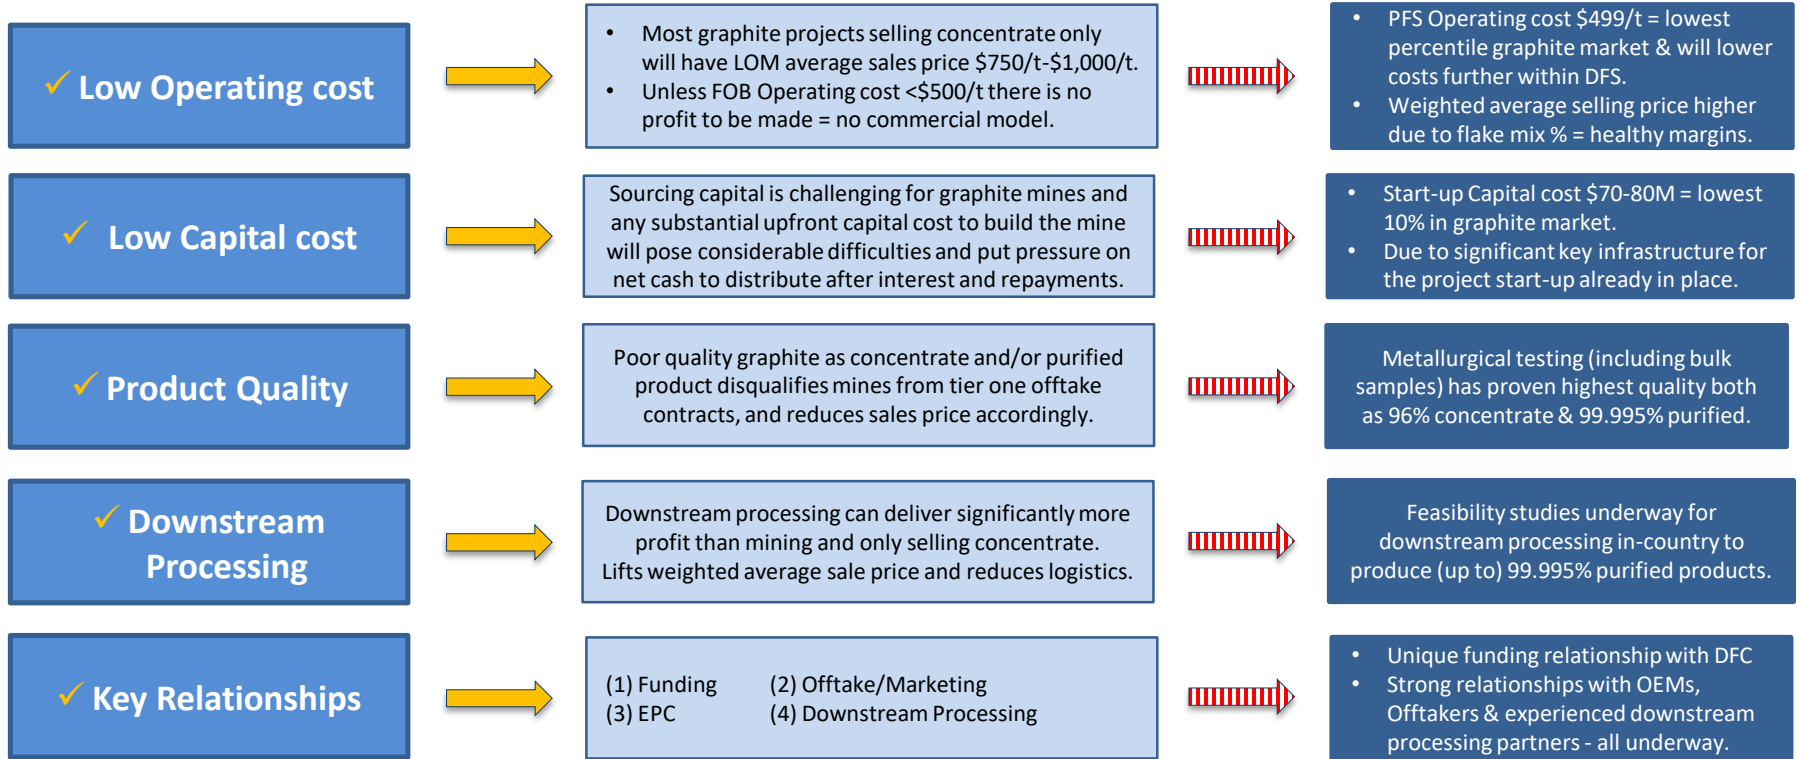 ✓ Low Operating cost
• Most graphite projects selling concentrate only
will have LOM average sales price $750/t-$1,000/t.
• Unless FOB Operating cost <$500/t there is no
profit to be made = no commercial model.
• PFS Operating cost $499/t = lowest
percentile graphite market & will lower
costs further within DFS.
• Weighted average selling price higher
due to flake mix % = healthy margins.
✓ Low Capital cost
Sourcing capital is challenging for graphite mines and
any substantial upfront capital cost to build the mine
will pose considerable difficulties and put pressure on
net cash to distribute after interest and repayments.
• Start-up Capital cost $70-80M = lowest
10% in graphite market.
• Due to significant key infrastructure for
the project start-up already in place.
✓ Product Quality
Poor quality graphite as concentrate and/or purified
product disqualifies mines from tier one offtake
contracts, and reduces sales price accordingly.
Metallurgical testing (including bulk
samples) has proven highest quality both
as 96% concentrate & 99.995% purified.
✓ Downstream
Processing
Downstream processing can deliver significantly more
profit than mining and only selling concentrate.
Lifts weighted average sale price and reduces logistics.
Feasibility studies underway for
downstream processing in-country to
produce (up to) 99.995% purified products.
✓ Key Relationships
(1) Funding (2) Offtake/Marketing
(3) EPC (4) Downstream Processing
• Unique funding relationship with DFC
• Strong relationships with OEMs,
Offtakers & experienced downstream
processing partners - all underway.